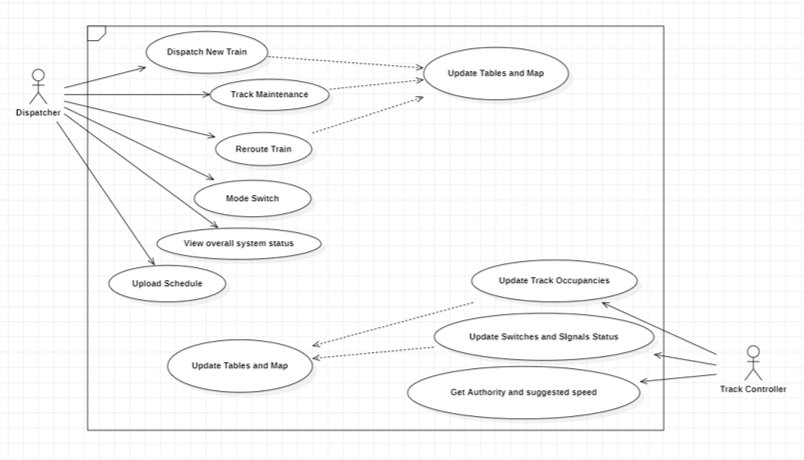 Dispatch New Train
Update Tables and Map
Track Maintenance
Dispatcher
Reroute Train
Mode Switch
View overall system status
Upload Schedule
Update Track Occupancies
Update Switches and SIgnals Status
Update Tables and Map
Get Authority and suggested speed
Track Controller